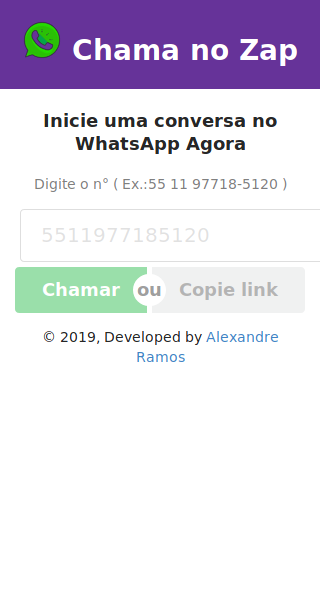 Chama no Zap
Inicie uma conversa no
WhatsApp Agora
Digite o n° ( Ex.:55 11 97718-5120 )
5511977185120
Chamar ou Copie link
© 2019, Developed by Alexandre
Ramos